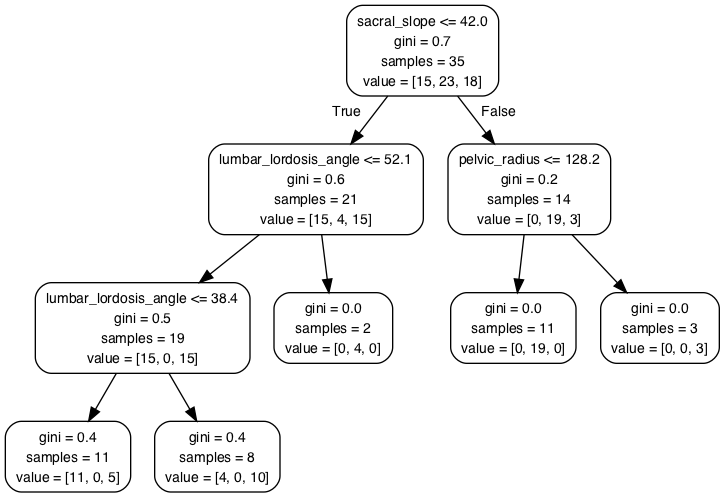 sacral_slope <= 42.0
gini = 0.7
samples = 35
value = [15, 23, 18]
True
False
lumbar_lordosis_angle <= 52.1
gini = 0.6
samples = 21
value = [15, 4, 15]
pelvic_radius <= 128.2
gini = 0.2
samples = 14
value = [0, 19, 3]
lumbar_lordosis_angle <= 38.4
gini = 0.5
samples = 19
value = [15, 0, 15]
gini = 0.0
samples = 2
value = [0, 4, 0]
gini = 0.0
samples = 11
value = [0, 19, 0]
gini = 0.0
samples = 3
value = [0, 0, 3]
gini = 0.4
samples = 11
value = [11, 0, 5]
gini = 0.4
samples = 8
value = [4, 0, 10]